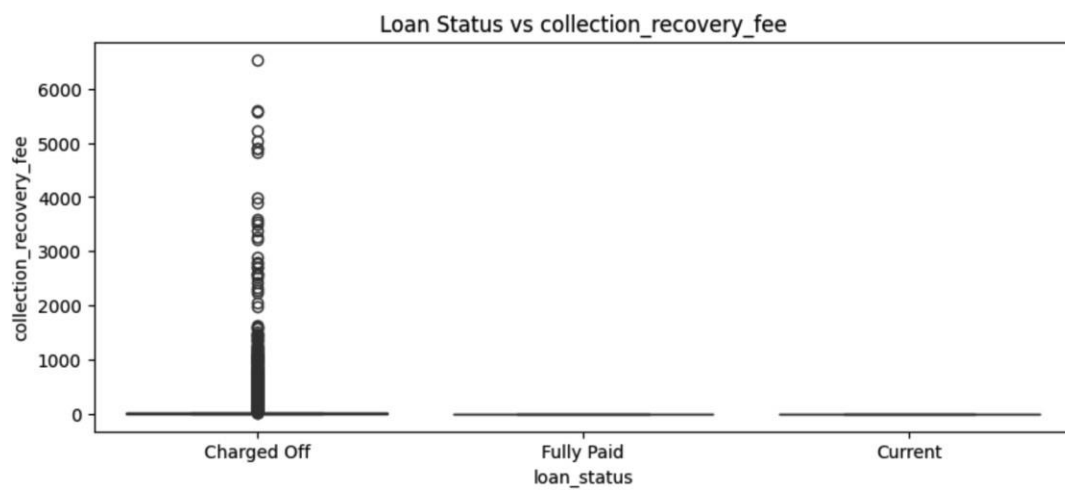 Loan Status vs collection_recovery_fee
collection_recovery_fee
6000
5000
4000
3000
2000
1000
0
Charged Off
Fully Paid
Current
loan_status